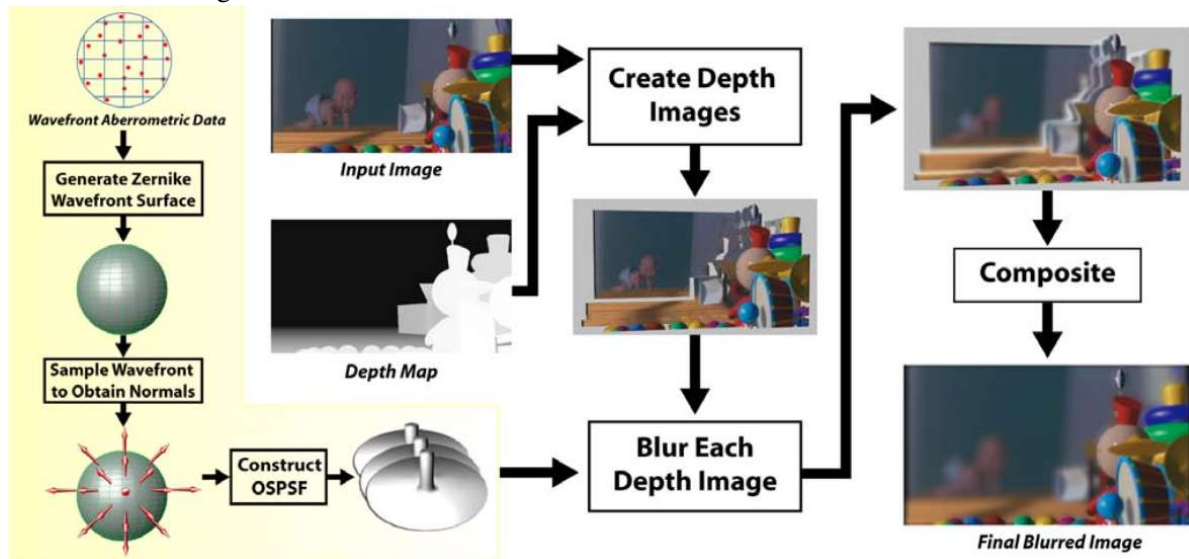 Wavefront Aberrometric Data
Generate Zernike
Wavefront Surface
Sample Wavefront
to Obtain Normals
Construct
OSPSF
Input Image
Depth Map
Create Depth
Images
Blur Each
Depth Image
Composite
Final Blurred Image